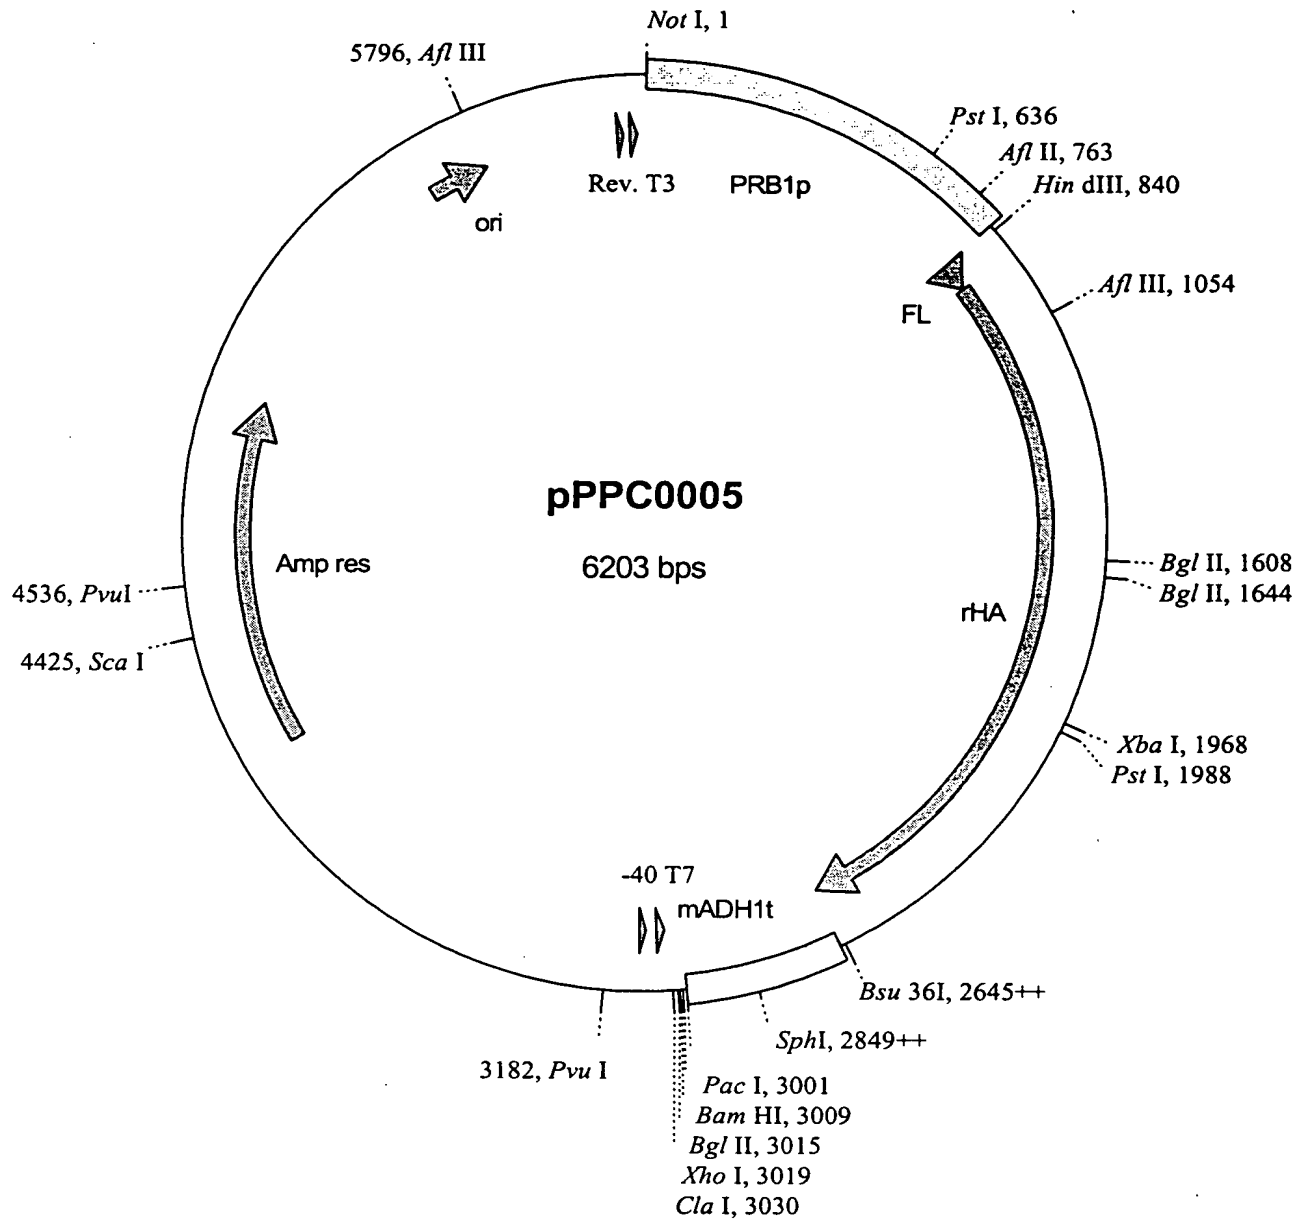 Not I, 1
5796, Afl III
Pst I, 636
Afl II, 763
Hin dIII, 840
Rev. T3
PRB1p
ori
Afl III, 1054
FL
pPPC0005
6203 bps
Amp res
4536, PvuI
4425, Sca I
Bgl II, 1608
Bgl II, 1644
rHA
Xba I, 1968
Pst I, 1988
-40 T7
mADH1t
Bsu 36I, 2645++
SphI, 2849++
3182, Pvu I
Pac I, 3001
Bam HI, 3009
Bgl II, 3015
Xho I, 3019
Cla I, 3030